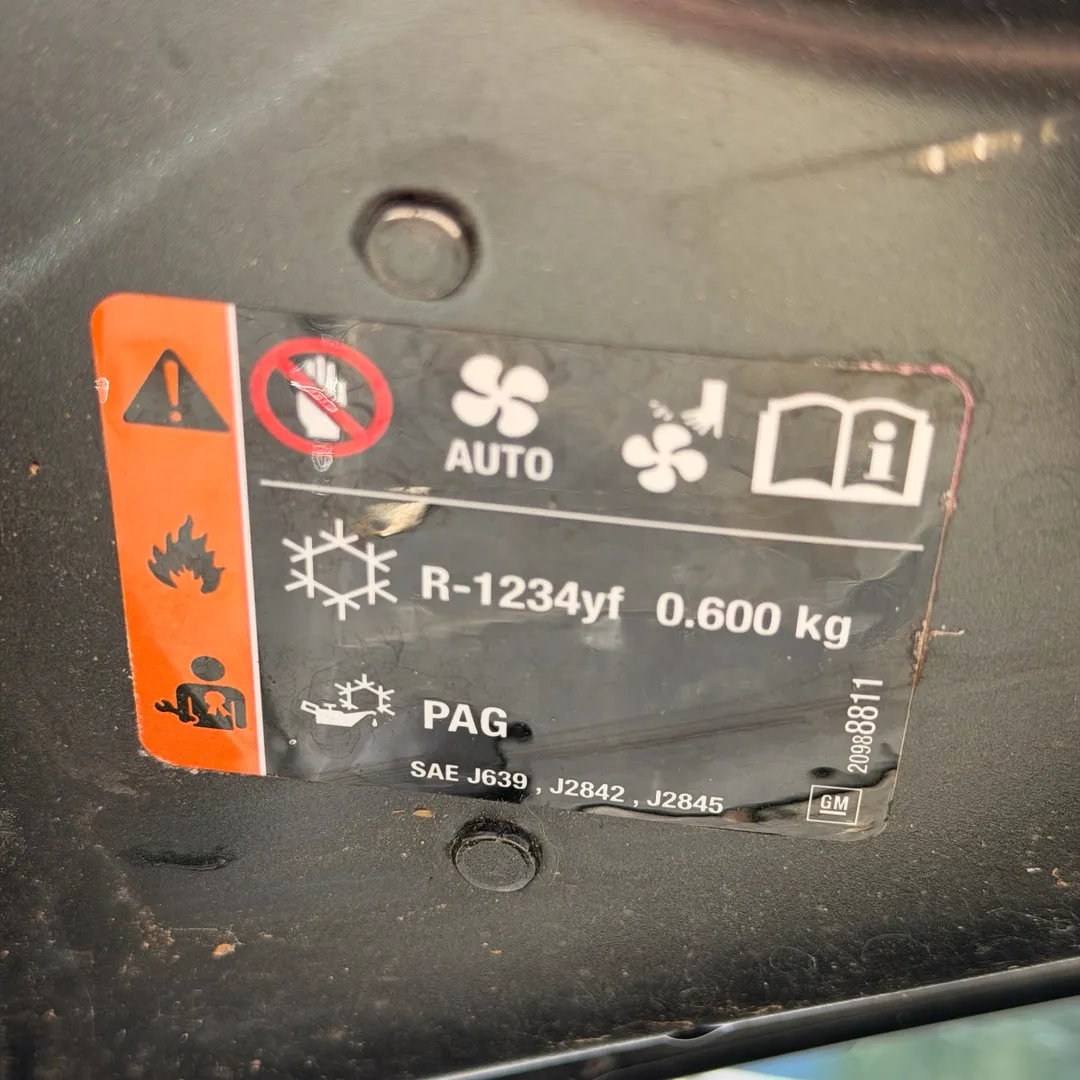 AUTO
i
R-1234yf 0.600 kg
PAG
SAE J639 , J2842 , J2845
20988811
GM